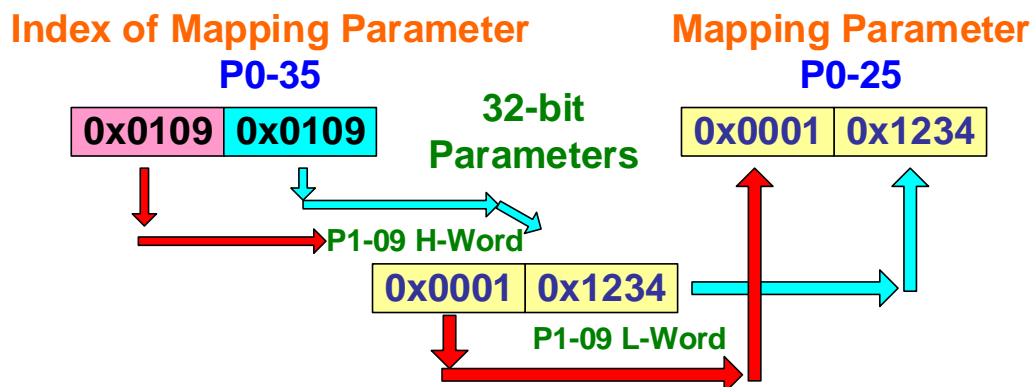 Index of Mapping Parameter
Mapping Parameter
P0-35
P0-25
0x0109 0x0109
32-bit
Parameters
0x0001 0x1234
P1-09 H-Word
0x0001 0x1234
P1-09 L-Word